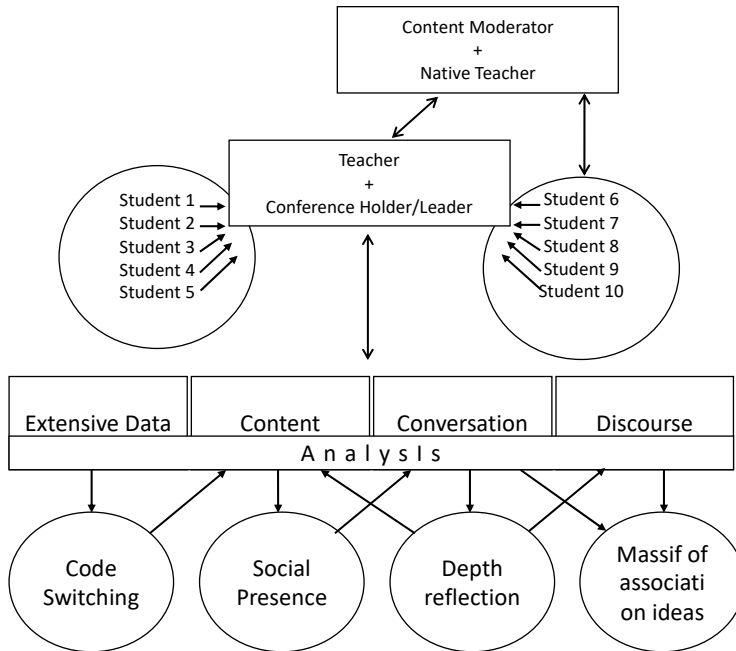 Content Moderator
+
Native Teacher
Teacher
+
Conference Holder/Leader
Student 1
Student 2
Student 3
Student 4
Student 5
Student 6
Student 7
Student 8
Student 9
Student 10
Extensive Data
Content
Conversation
Discourse
A n a l y s I s
Code
Switching
Social
Presence
Depth
reflection
Massif of
associati
on ideas